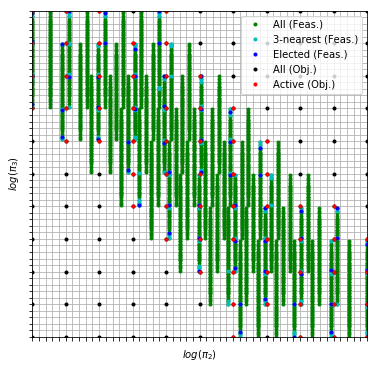 All (Feas.)
3-nearest (Feas.)
Elected (Feas.)
All (Obj.)
Active (Obj.)
log(π₃)
log(π₂)